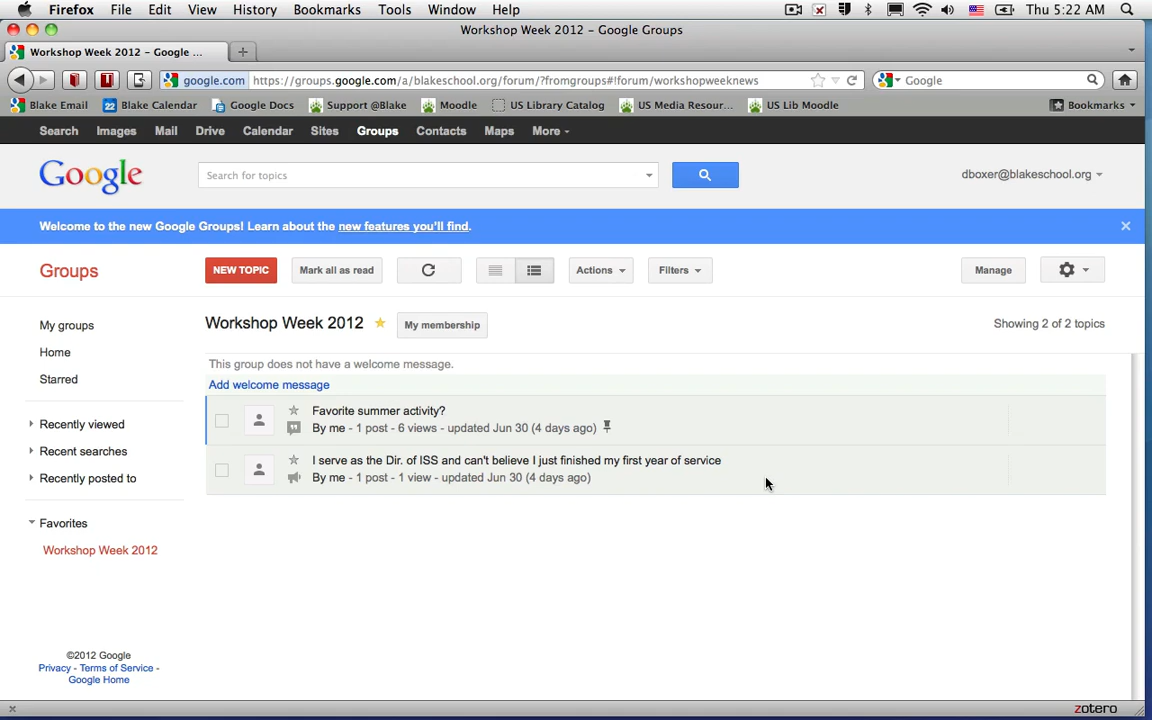 Firefox File Edit View History Bookmarks Tools Window Help Thu 5:22 AM
Workshop Week 2012 – Google Groups
Workshop Week 2012 – Google ...
google.com https://groups.google.com/a/blakeschool.org/forum/?fromgroups#!forum/workshopweeknews Google
Blake Email 22 Blake Calendar Google Docs Support @Blake Moodle US Library Catalog US Media Resour... US Lib Moodle Bookmarks
Search Images Mail Drive Calendar Sites Groups Contacts Maps More
Google Search for topics dboxer@blakeschool.org
Welcome to the new Google Groups! Learn about the new features you'll find.
Groups NEW TOPIC Mark all as read Actions Filters Manage
My groups
Home
Starred
Recently viewed
Recently searches
Recently posted to
Favorites
Workshop Week 2012
Workshop Week 2012 My membership Showing 2 of 2 topics
This group does not have a welcome message.
Add welcome message
Favorite summer activity?
By me - 1 post - 6 views - updated Jun 30 (4 days ago)
I serve as the Dir. of ISS and can't believe I just finished my first year of service
By me - 1 post - 1 view - updated Jun 30 (4 days ago)
©2012 Google
Privacy - Terms of Service -
Google Home
zotero